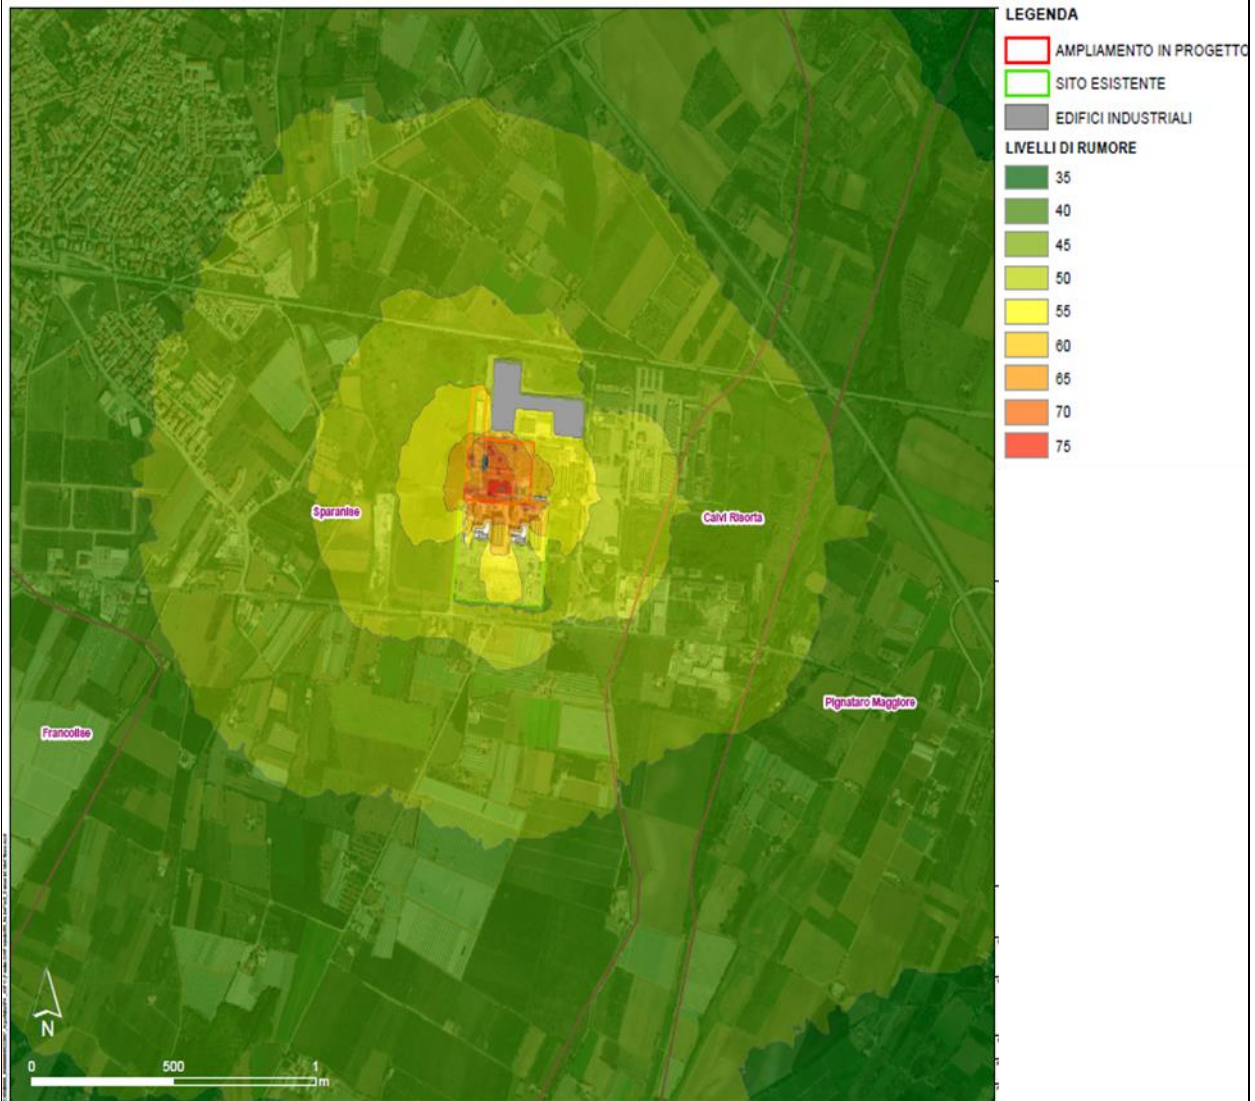 LEGENDA
AMPLIAMENTO IN PROGETTO
SITO ESISTENTE
EDIFICI INDUSTRIALI
LIVELLI DI RUMORE
35
40
45
50
55
60
65
70
75
Sparanise
Calvi Risorta
Pignataro Maggiore
Francolise
N
0 500 1
m